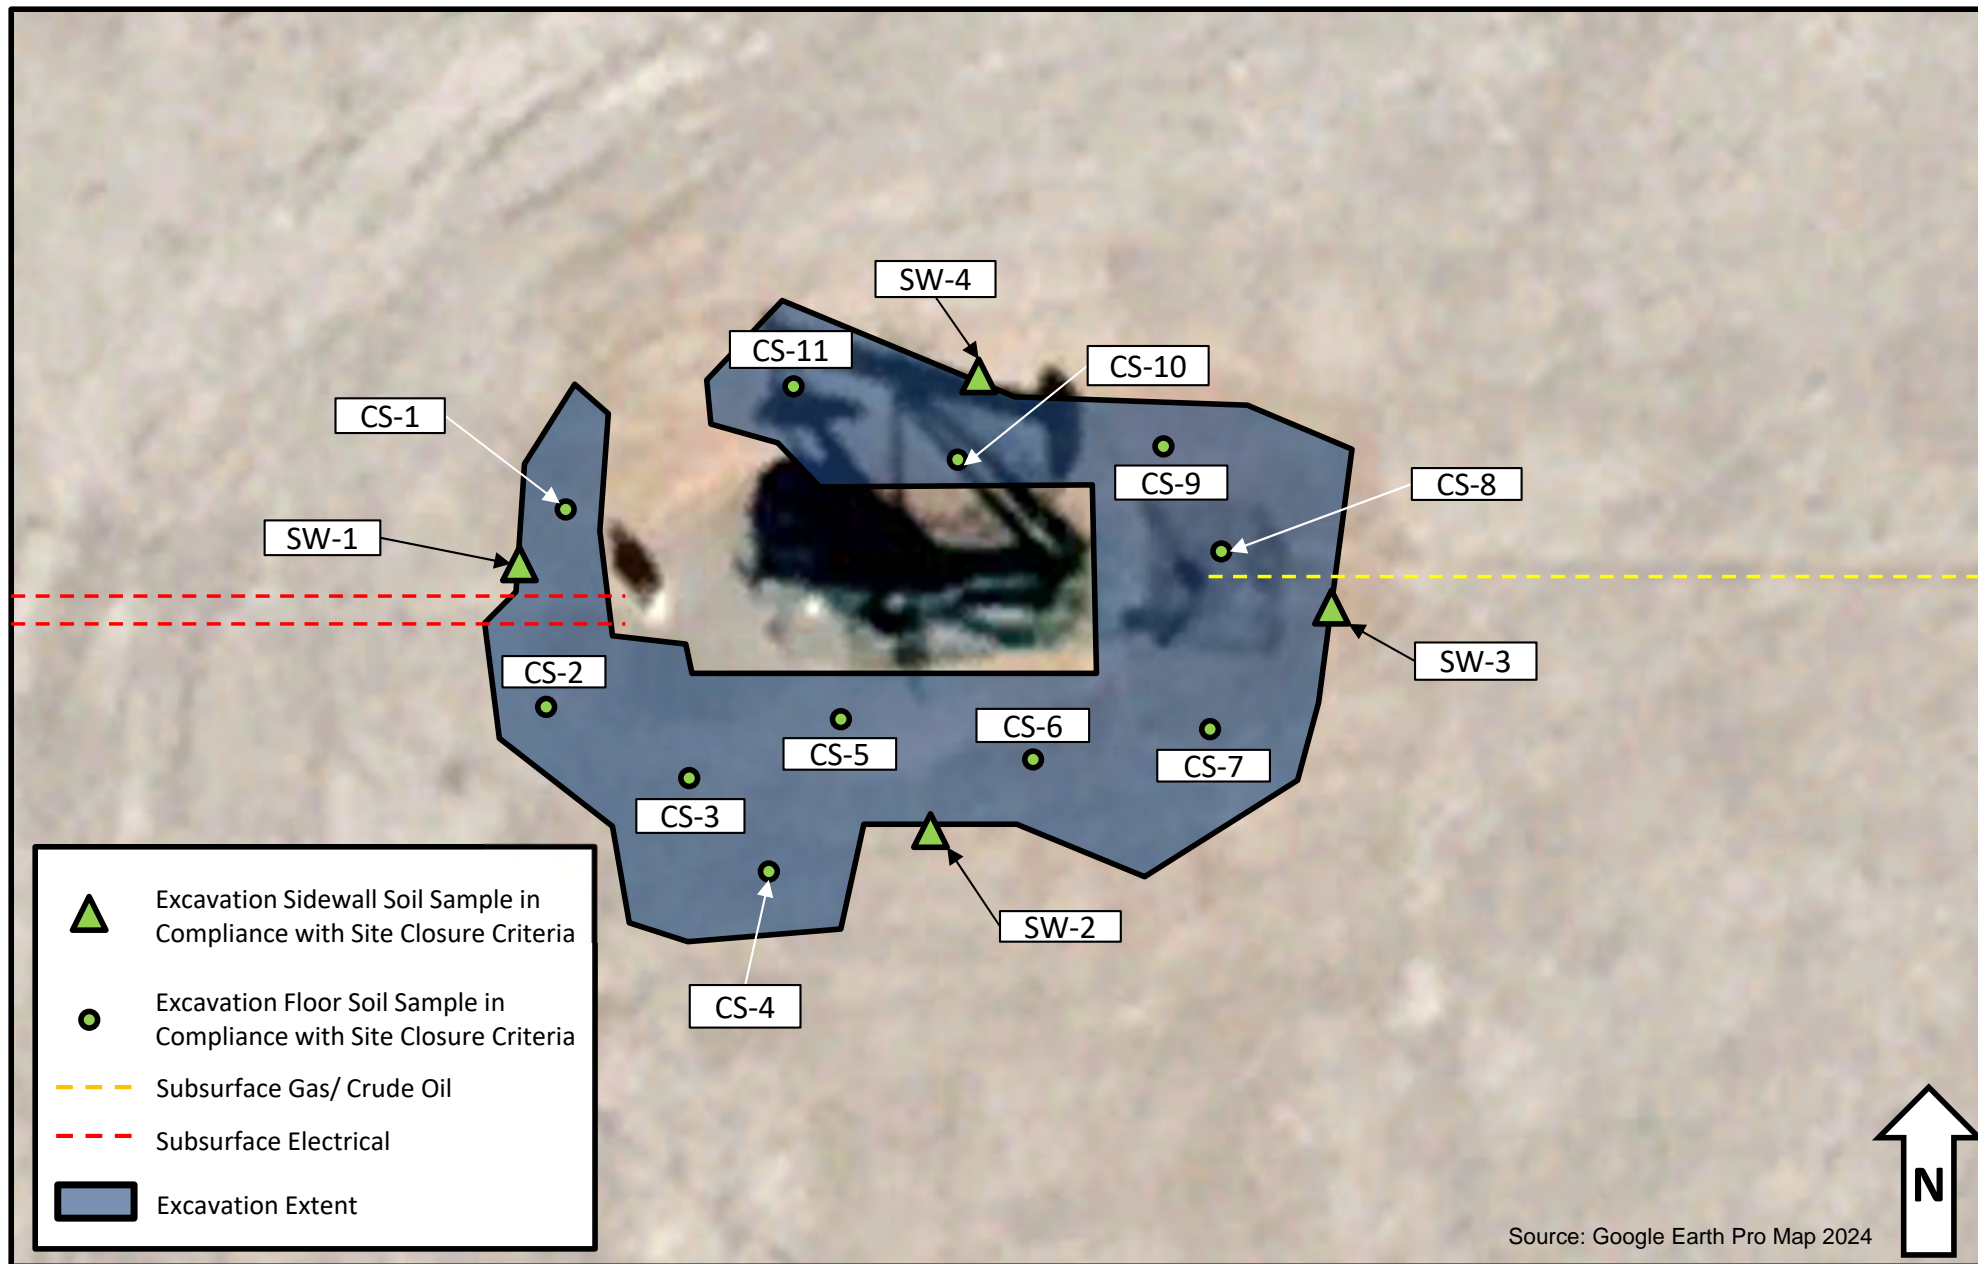 SW-4
CS-11
CS-10
CS-1
CS-9
CS-8
SW-1
SW-3
CS-2
CS-6
CS-5
CS-7
CS-3
SW-2
CS-4
Excavation Sidewall Soil Sample in
Compliance with Site Closure Criteria
Excavation Floor Soil Sample in
Compliance with Site Closure Criteria
Subsurface Gas/ Crude Oil
Subsurface Electrical
Excavation Extent
N
Source: Google Earth Pro Map 2024